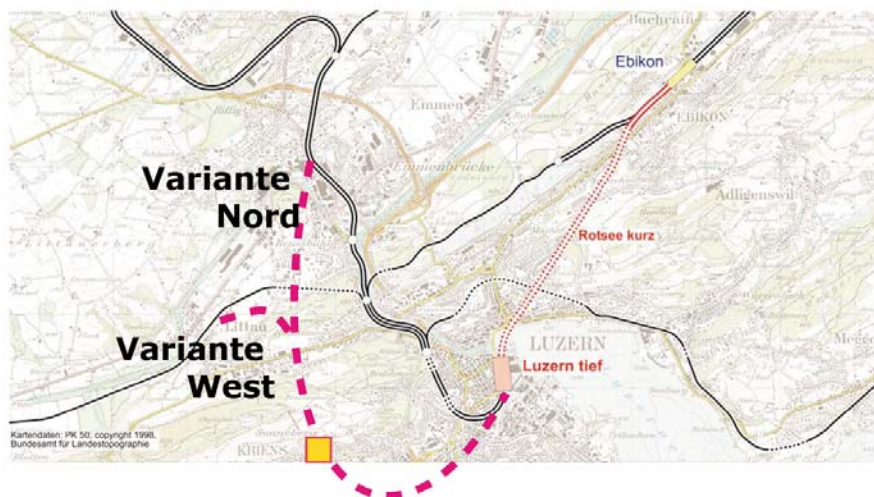 Buchrain
Ebikon
Emmen
EBIKON
Emmenbrücke
Variante
Nord
Adligenswil
Rotsee kurz
Littau
Variante
West
LUZERN
Luzern tief
Kartendaten: PK 50; copyright 1998,
Bundesamt für Landestopographie
KRIENS